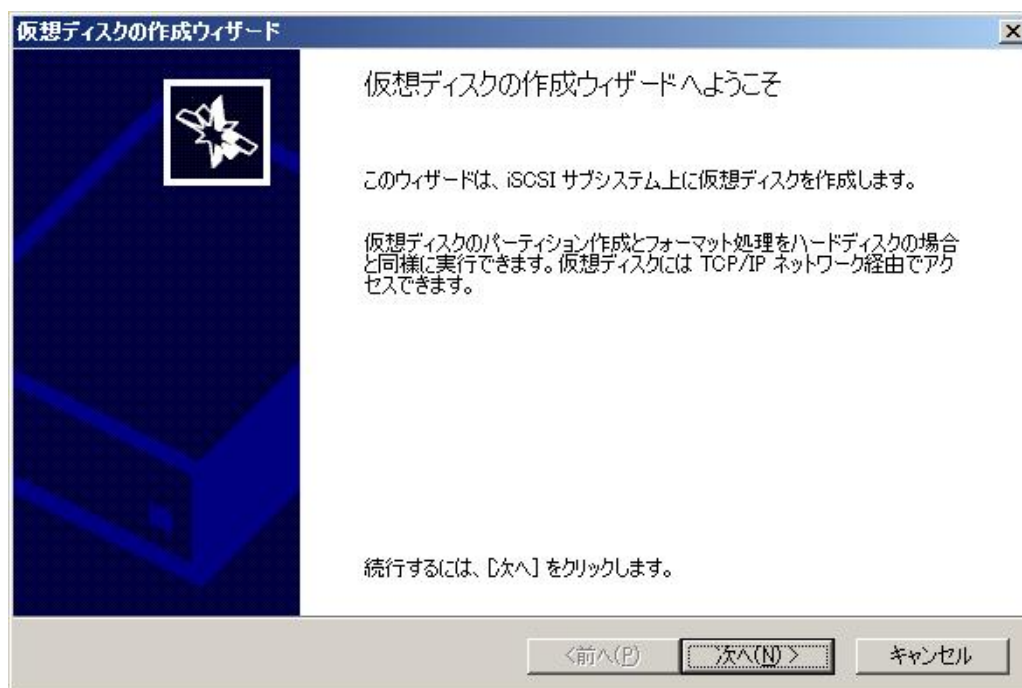 仮想ディスクの作成ウィザード
仮想ディスクの作成ウィザードへようこそ
このウィザードは、iSCSI サブシステム上に仮想ディスクを作成します。
仮想ディスクのパーティション作成とフォーマット処理をハードディスクの場合
と同様に実行できます。仮想ディスクには TCP/IP ネットワーク経由でアク
セスできます。
続行するには、[次へ] をクリックします。
<前へ(P) 次へ(N) > キャンセル